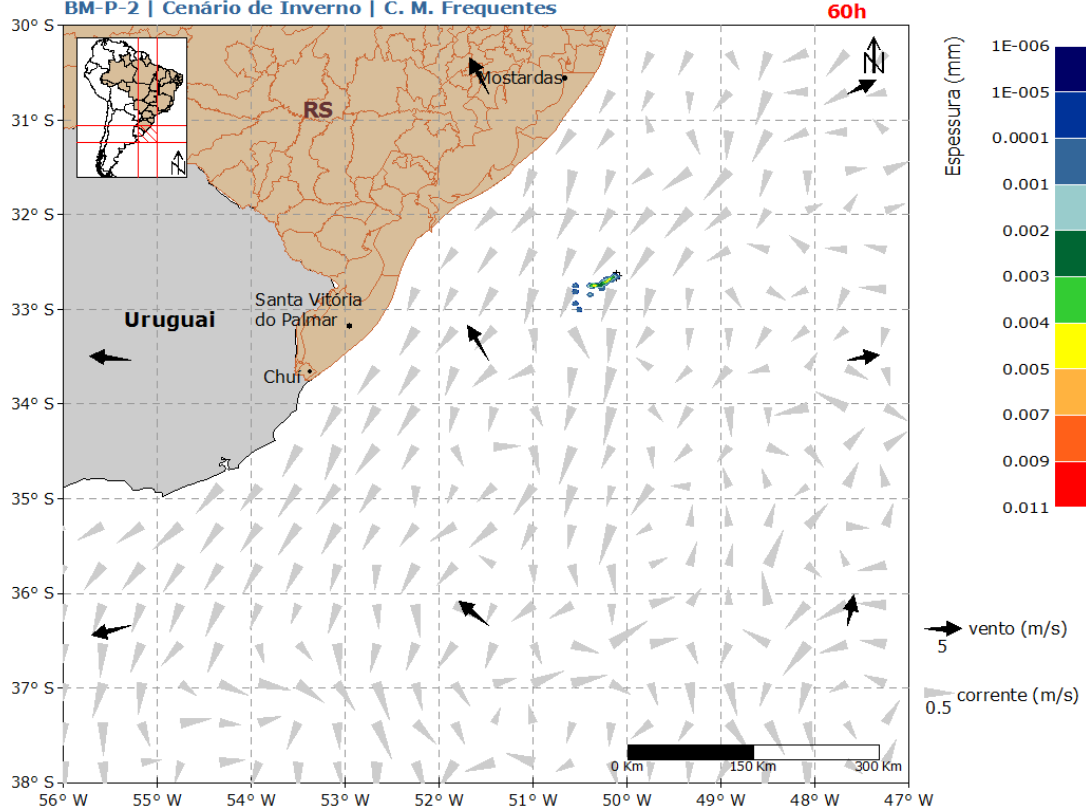 BM-P-2 | Cenário de Inverno | C. M. Frequentes
60h
30° S
31° S
32° S
33° S
34° S
35° S
36° S
37° S
38° S
56° W
55° W
54° W
53° W
52° W
51° W
50° W
49° W
48° W
47° W
N
N
RS
Mostardas
Santa Vitória
do Palmar
Uruguai
Chuí
0 Km
150 Km
300 Km
Espessura (mm)
1E-006
1E-005
0.0001
0.001
0.002
0.003
0.004
0.005
0.007
0.009
0.011
vento (m/s)
5
corrente (m/s)
0.5